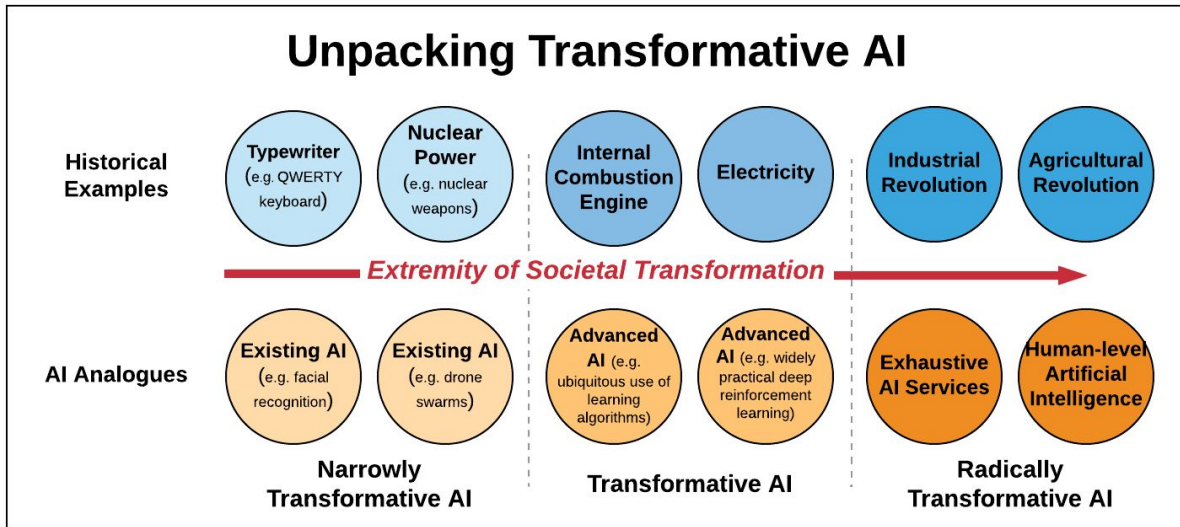 Unpacking Transformative AI
Historical
Examples
Typewriter
(e.g. QWERTY
keyboard)
Nuclear
Power
(e.g. nuclear
weapons)
Internal
Combustion
Engine
Electricity
Industrial
Revolution
Agricultural
Revolution
Extremity of Societal Transformation
AI Analogues
Existing AI
(e.g. facial
recognition)
Existing AI
(e.g. drone
swarms)
Advanced
AI (e.g.
ubiquitous use of
learning
algorithms)
Advanced
AI (e.g. widely
practical deep
reinforcement
learning)
Exhaustive
AI Services
Human-level
Artificial
Intelligence
Narrowly
Transformative AI
Transformative AI
Radically
Transformative AI